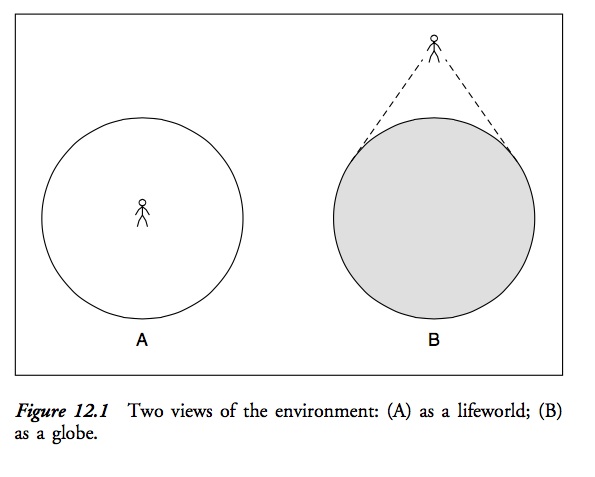 A
B
Figure 12.1 Two views of the environment: (A) as a lifeworld; (B)
as a globe.